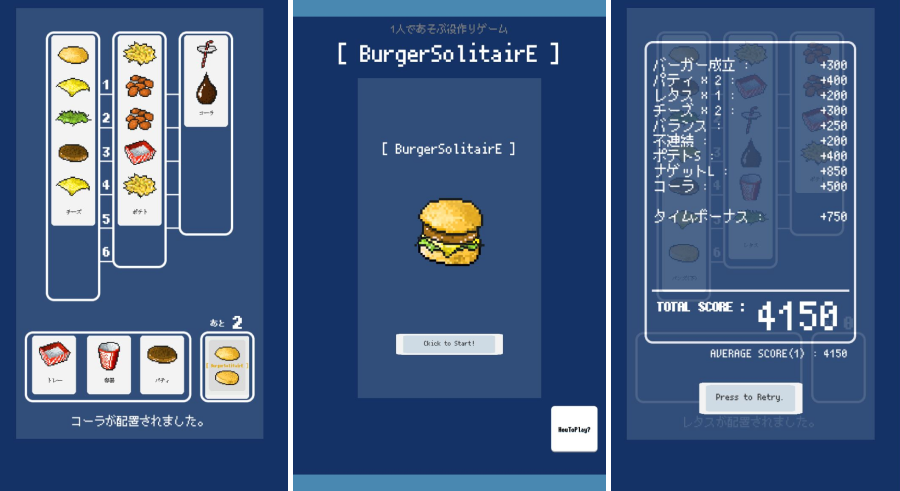 1
2
3
4
5
6
コーラ
チーズ
ポテト
あと 2
トレー
容器
パティ
[ BurgerSolitairE ]
コーラが配置されました。
1人であそぶ役作りゲーム
[ BurgerSolitairE ]
[ BurgerSolitairE ]
Ckick to Start!
HowToPlay?
バーガー成立 : +300
パティ × 2 : +400
レタス × 1 : +200
チーズ × 2 : +300
バランス : +250
不連続 : +200
ポテトS : +400
ナゲットL : +850
コーラ : +500
タイムボーナス : +750
TOTAL SCORE : 4150
AVERAGE SCORE(1) : 4150
Press to Retry.
レタスが配置されました。